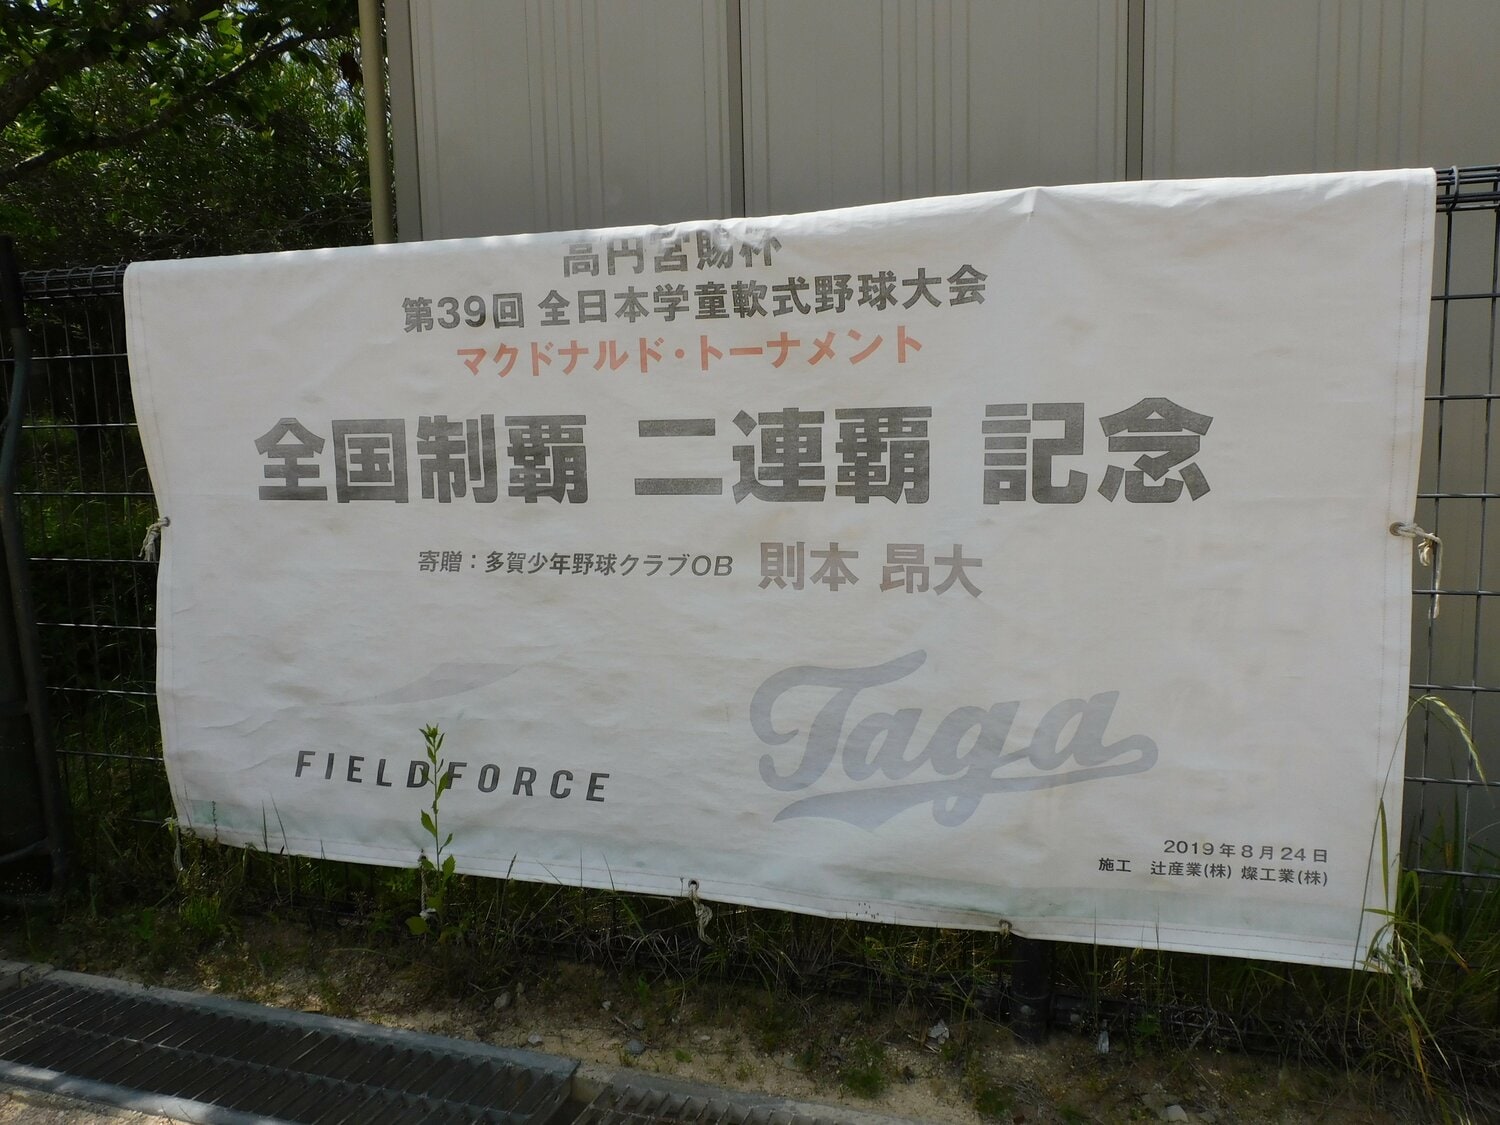 高円宮賜杯
第39回 全日本学童軟式野球大会
マクドナルド・トーナメント
全国制覇 二連覇 記念
寄贈：多賀少年野球クラブOB 則本 昂大
FIELDFORCE
Taga
2019年8月24日
施工 辻産業(株) 燦工業(株)